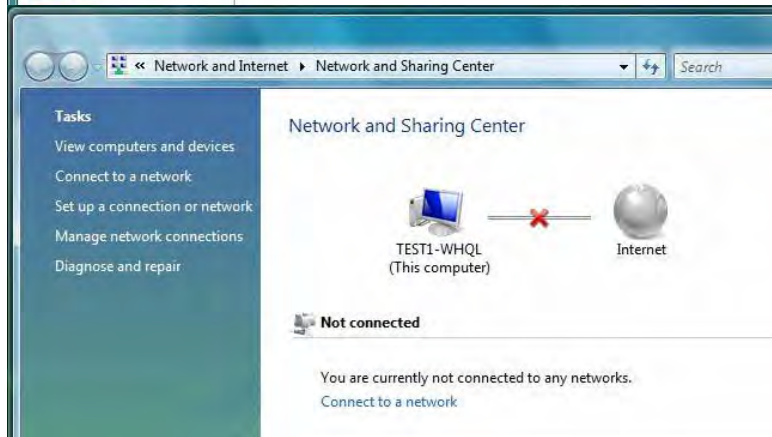 « Network and Internet ▸ Network and Sharing Center
Search
Tasks
View computers and devices
Connect to a network
Set up a connection or network
Manage network connections
Diagnose and repair
Network and Sharing Center
TEST1-WHQL
(This computer)
Internet
Not connected
You are currently not connected to any networks.
Connect to a network